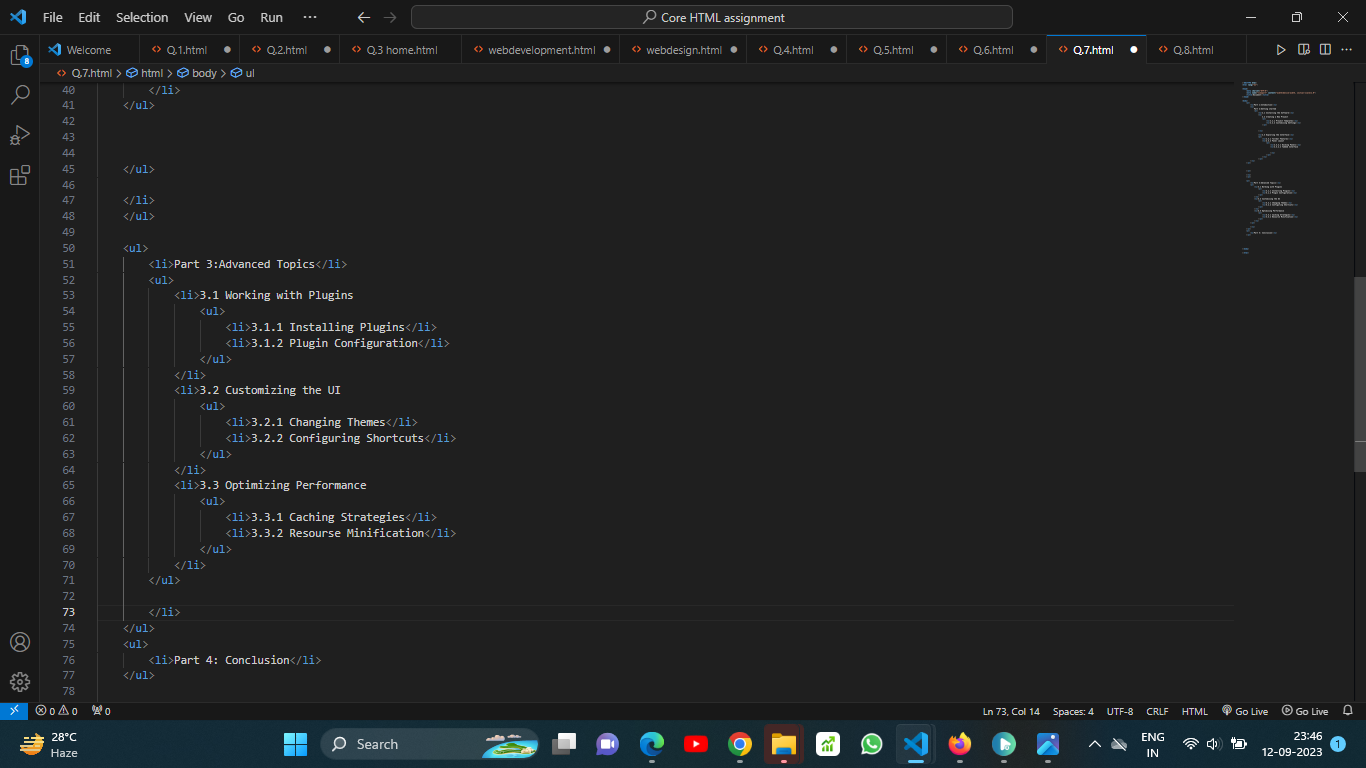 File Edit Selection View Go Run ··· Core HTML assignment
Welcome Q.1.html Q.2.html Q.3 home.html webdevelopment.html webdesign.html Q.4.html Q.5.html Q.6.html Q.7.html Q.8.html
Q.7.html > html > body > ul
8
40 </li>
41 </ul>
42
43
44
45 </ul>
46
47 </li>
48 </ul>
49
50 <ul>
51 <li>Part 3:Advanced Topics</li>
52 <ul>
53 <li>3.1 Working with Plugins
54 <ul>
55 <li>3.1.1 Installing Plugins</li>
56 <li>3.1.2 Plugin Configuration</li>
57 </ul>
58 </li>
59 <li>3.2 Customizing the UI
60 <ul>
61 <li>3.2.1 Changing Themes</li>
62 <li>3.2.2 Configuring Shortcuts</li>
63 </ul>
64 </li>
65 <li>3.3 Optimizing Performance
66 <ul>
67 <li>3.3.1 Caching Strategies</li>
68 <li>3.3.2 Resourse Minification</li>
69 </ul>
70 </li>
71 </ul>
72
73 </li>
74 </ul>
75 <ul>
76 <li>Part 4: Conclusion</li>
77 </ul>
78
0 0 0 Ln 73, Col 14 Spaces: 4 UTF-8 CRLF HTML Go Live Go Live
28°C
Haze
Search
ENG
IN
23:46
12-09-2023
1